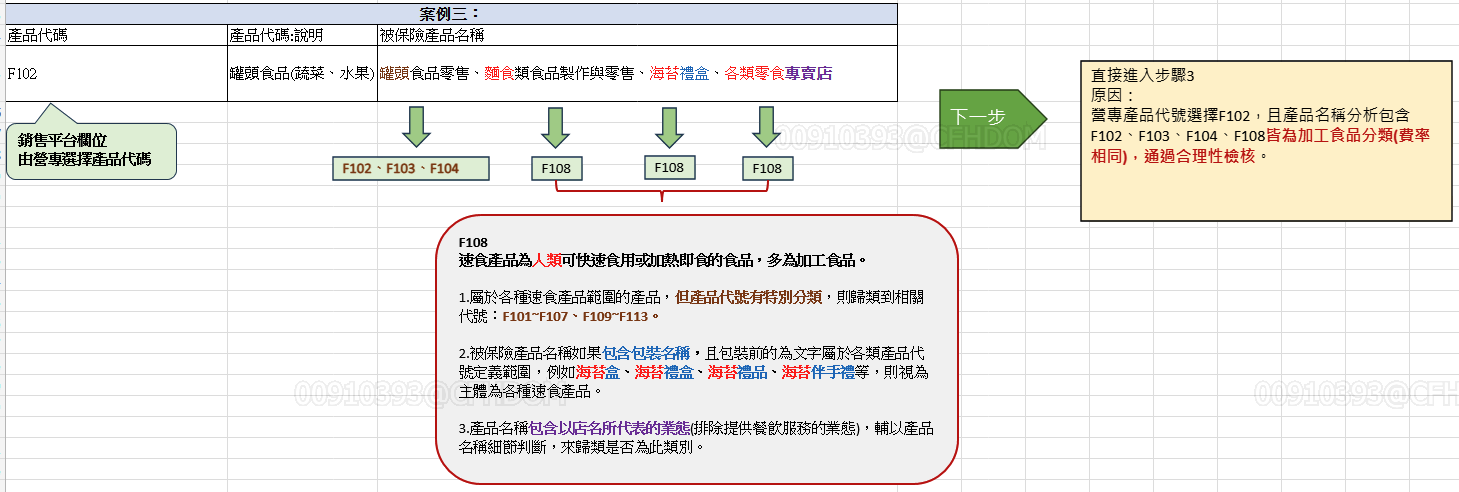 案例三：
產品代碼
產品代碼:說明
被保險產品名稱
F102
罐頭食品(蔬菜、水果)
罐頭食品零售、麵食類食品製作與零售、海苔禮盒、各類零食專賣店
銷售平台欄位
由營專選擇產品代碼
F102、F103、F104
F108
F108
F108
下一步
直接進入步驟3
原因：
營專產品代號選擇F102，且產品名稱分析包含
F102、F103、F104、F108皆為加工食品分類(費率
相同)，通過合理性檢核。
F108
速食產品為人類可快速食用或加熱即食的食品，多為加工食品。
1.屬於各種速食產品範圍的產品，但產品代號有特別分類，則歸類到相關
代號：F101~F107、F109~F113。
2.被保險產品名稱如果包含包裝名稱，且包裝前的為文字屬於各類產品代
號定義範圍，例如海苔盒、海苔禮盒、海苔禮品、海苔伴手禮等，則視為
主體為各種速食產品。
3.產品名稱包含以店名所代表的業態(排除提供餐飲服務的業態)，輔以產品
名稱細節判斷，來歸類是否為此類別。
00910393@CFHDOM
00910393@CFHDOM
00910393@CFH